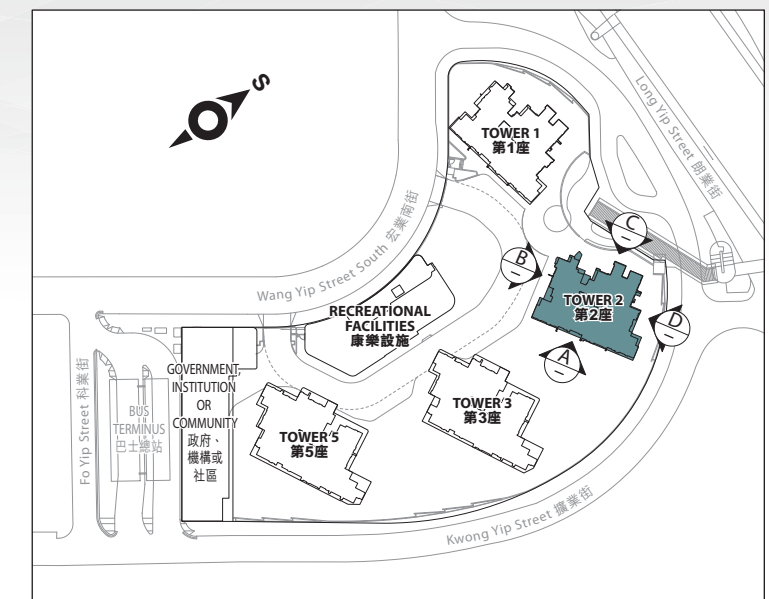 S
TOWER 1
第1座
Long Yip Street 朗業街
C
B
Wang Yip Street South 宏業南街
TOWER 2
第2座
D
RECREATIONAL
FACILITIES
康樂設施
A
GOVERNMENT,
INSTITUTION
OR
COMMUNITY
政府、
機構或
社區
Fo Yip Street 科業街
BUS
TERMINUS
巴士總站
TOWER 3
第3座
TOWER 5
第5座
Kwong Yip Street 擴業街